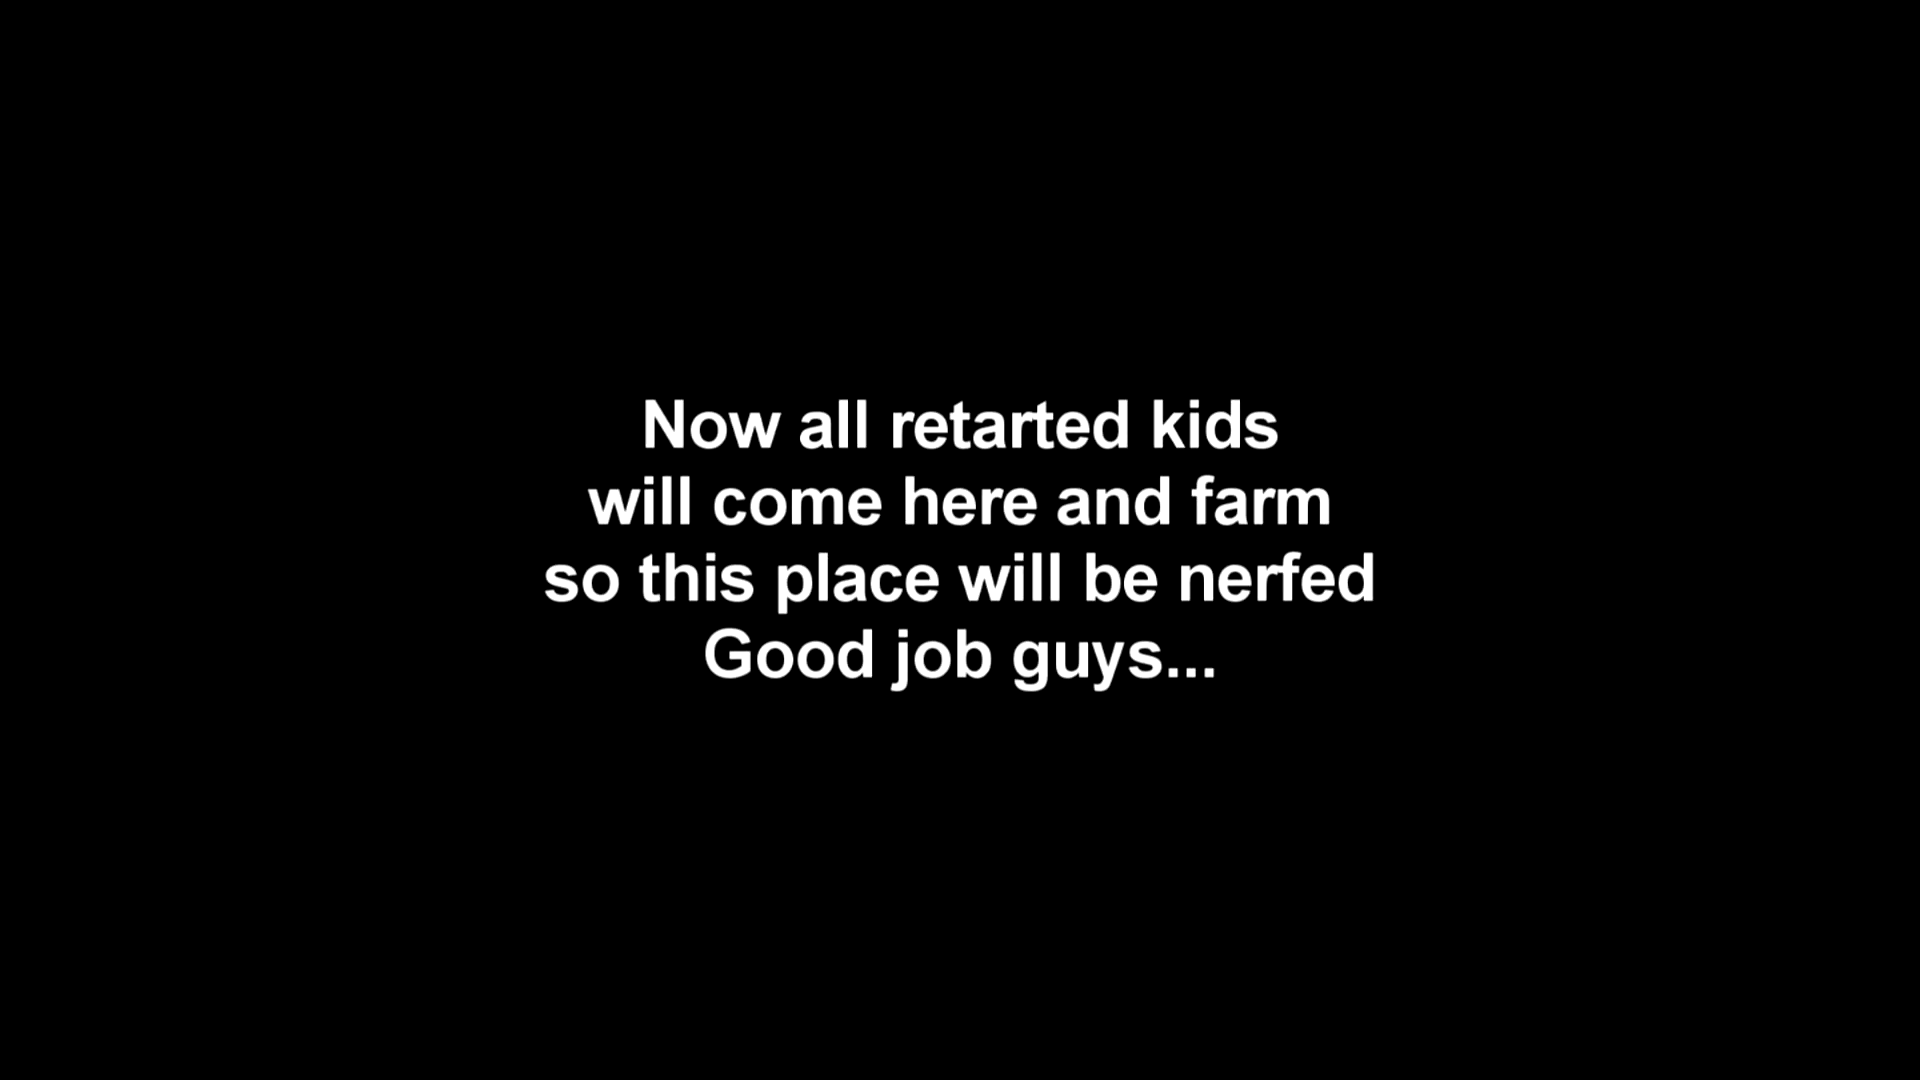 Now all retarted kids
will come here and farm
so this place will be nerfed
Good job guys...